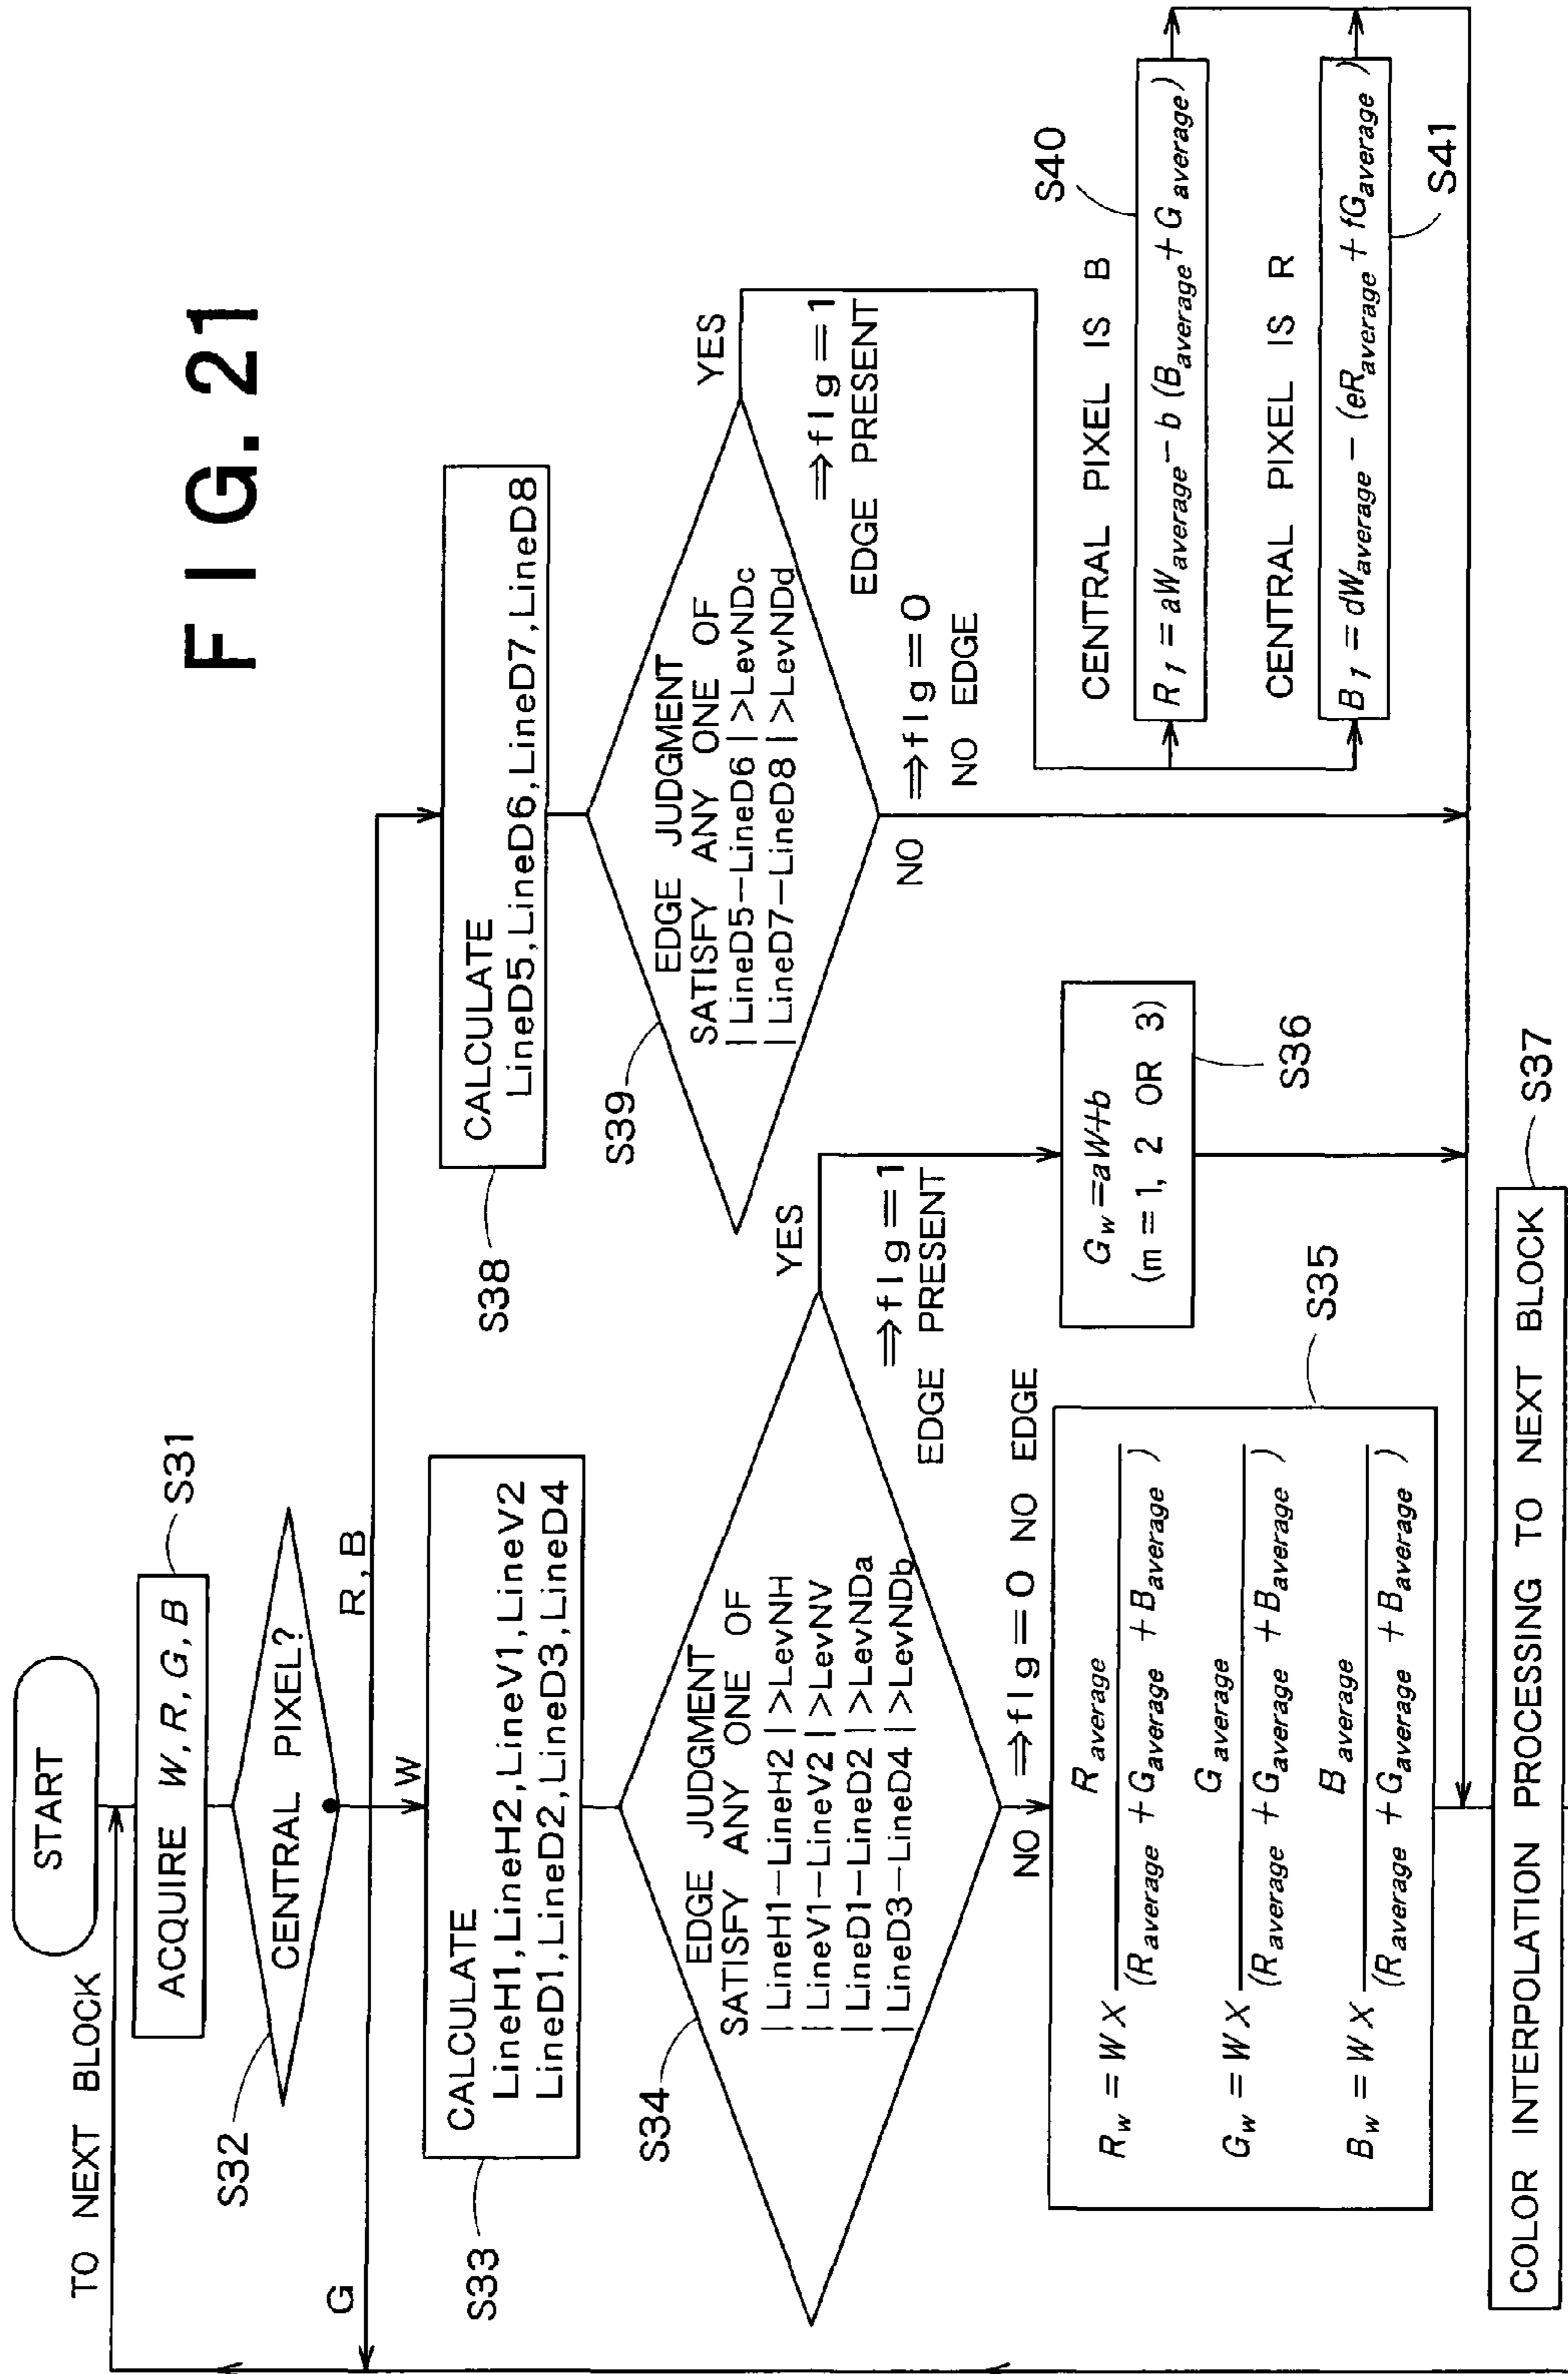 FIG. 21
START
TO NEXT BLOCK
ACQUIRE W, R, G, B
S31
CENTRAL PIXEL?
S32
G
R, B
W
CALCULATE
LineH1, LineH2, LineV1, LineV2
LineD1, LineD2, LineD3, LineD4
S33
EDGE JUDGMENT
SATISFY ANY ONE OF
|LineH1-LineH2|>LevNH
|LineV1-LineV2|>LevNV
|LineD1-LineD2|>LevNDa
|LineD3-LineD4|>LevNDb
S34
YES
⇒flg=1
EDGE PRESENT
NO ⇒flg=0 NO EDGE
R_w = W X R_average / (R_average + G_average + B_average)
G_w = W X G_average / (R_average + G_average + B_average)
B_w = W X B_average / (R_average + G_average + B_average)
S35
G_w=aW+b
(m=1, 2 OR 3)
S36
CALCULATE
LineD5, LineD6, LineD7, LineD8
S38
EDGE JUDGMENT
SATISFY ANY ONE OF
|LineD5-LineD6|>LevNDc
|LineD7-LineD8|>LevNDd
S39
YES
⇒flg=1
EDGE PRESENT
NO
⇒flg=0
NO EDGE
CENTRAL PIXEL IS B
R_1 = aW_average - b (B_average + G_average)
S40
CENTRAL PIXEL IS R
B_1 = dW_average - (eR_average + fG_average)
S41
COLOR INTERPOLATION PROCESSING TO NEXT BLOCK
S37